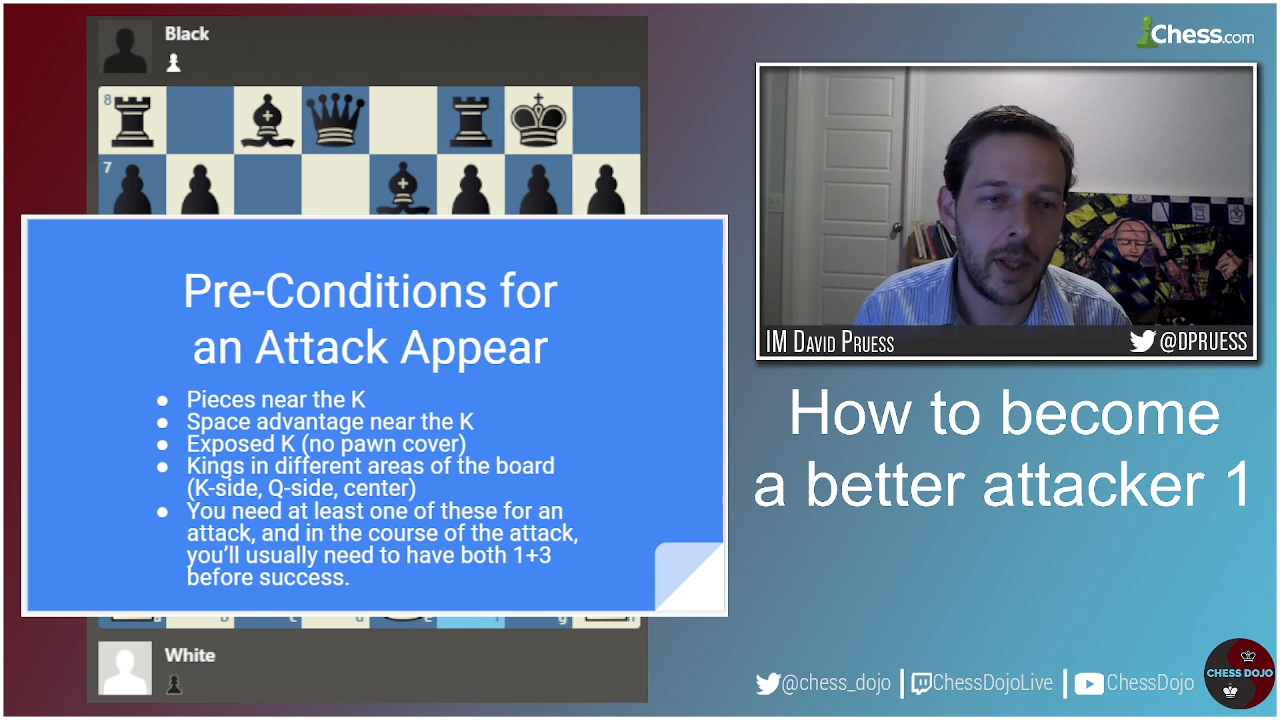 Black
8
7
Pre-Conditions for
an Attack Appear
● Pieces near the K
● Space advantage near the K
● Exposed K (no pawn cover)
● Kings in different areas of the board
(K-side, Q-side, center)
● You need at least one of these for an
attack, and in the course of the attack,
you'll usually need to have both 1+3
before success.
a b c d e f g h
White
Chess.com
IM DAVID PRUESS @DPRUESS
How to become
a better attacker 1
@chess_dojo | ChessDojoLive | ChessDojo
CHESS DOJO